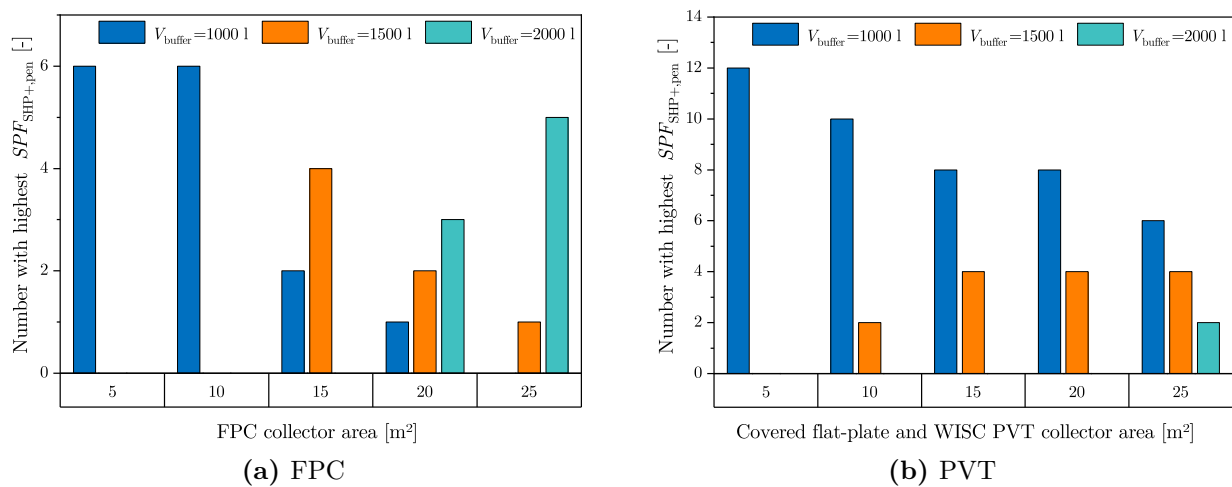 V_buffer=1000 l V_buffer=1500 l V_buffer=2000 l
Number with highest SPF_SHP+,pen [-]
6
4
2
0
5 10 15 20 25
FPC collector area [m²]
(a) FPC
V_buffer=1000 l V_buffer=1500 l V_buffer=2000 l
Number with highest SPF_SHP+,pen [-]
14
12
10
8
6
4
2
0
5 10 15 20 25
Covered flat-plate and WISC PVT collector area [m²]
(b) PVT